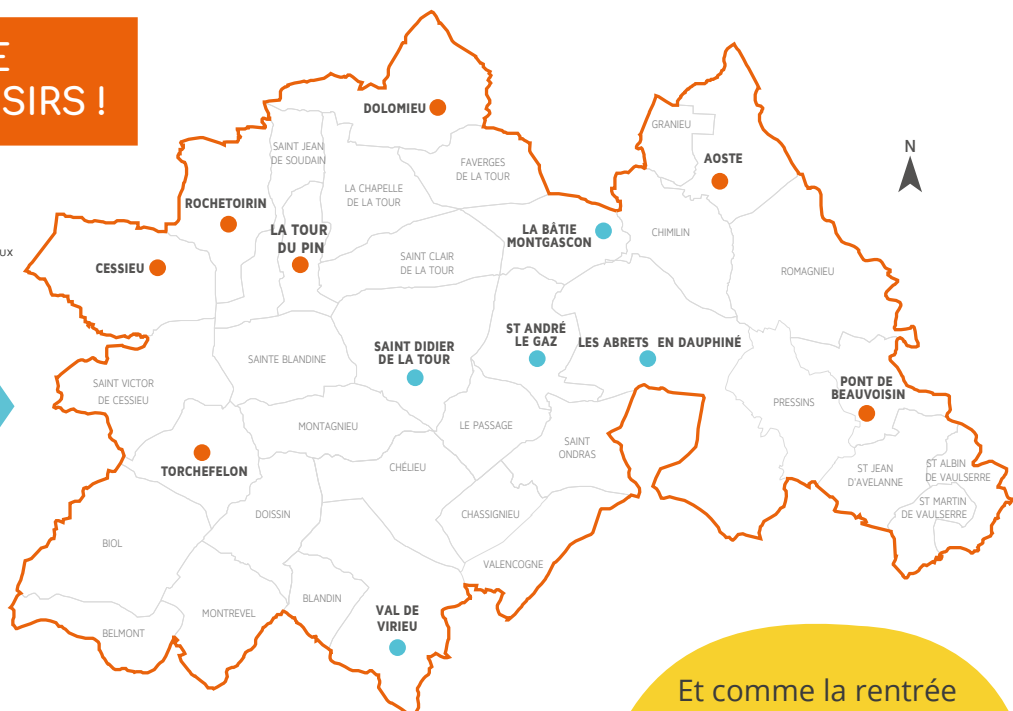 E
SIRS !
UX
DOLOMIEU
GRANIEU
N
SAINT JEAN
DE SOUDAIN
AOSTE
FAVERGES
DE LA TOUR
LA CHAPELLE
DE LA TOUR
ROCHETOIRIN
LA TOUR
DU PIN
LA BÂTIE
MONTGASCON
CHIMILIN
CESSIEU
SAINT CLAIR
DE LA TOUR
ROMAGNIEU
ST ANDRÉ
LE GAZ
LES ABRETS EN DAUPHINÉ
SAINT DIDIER
DE LA TOUR
SAINTE BLANDINE
SAINT VICTOR
DE CESSIEU
PONT DE
BEAUVOISIN
PRESSINS
MONTAGNIEU
LE PASSAGE
SAINT
ONDRAS
TORCHEFELON
CHÉLIEU
ST JEAN
D'AVELANNE
ST ALBIN
DE VAULSERRE
ST MARTIN
DE VAULSERRE
DOISSIN
CHASSIGNIEU
BIOL
VALENCOGNE
BLANDIN
MONTREVEL
VAL DE
VIRIEU
BELMONT
Et comme la rentrée